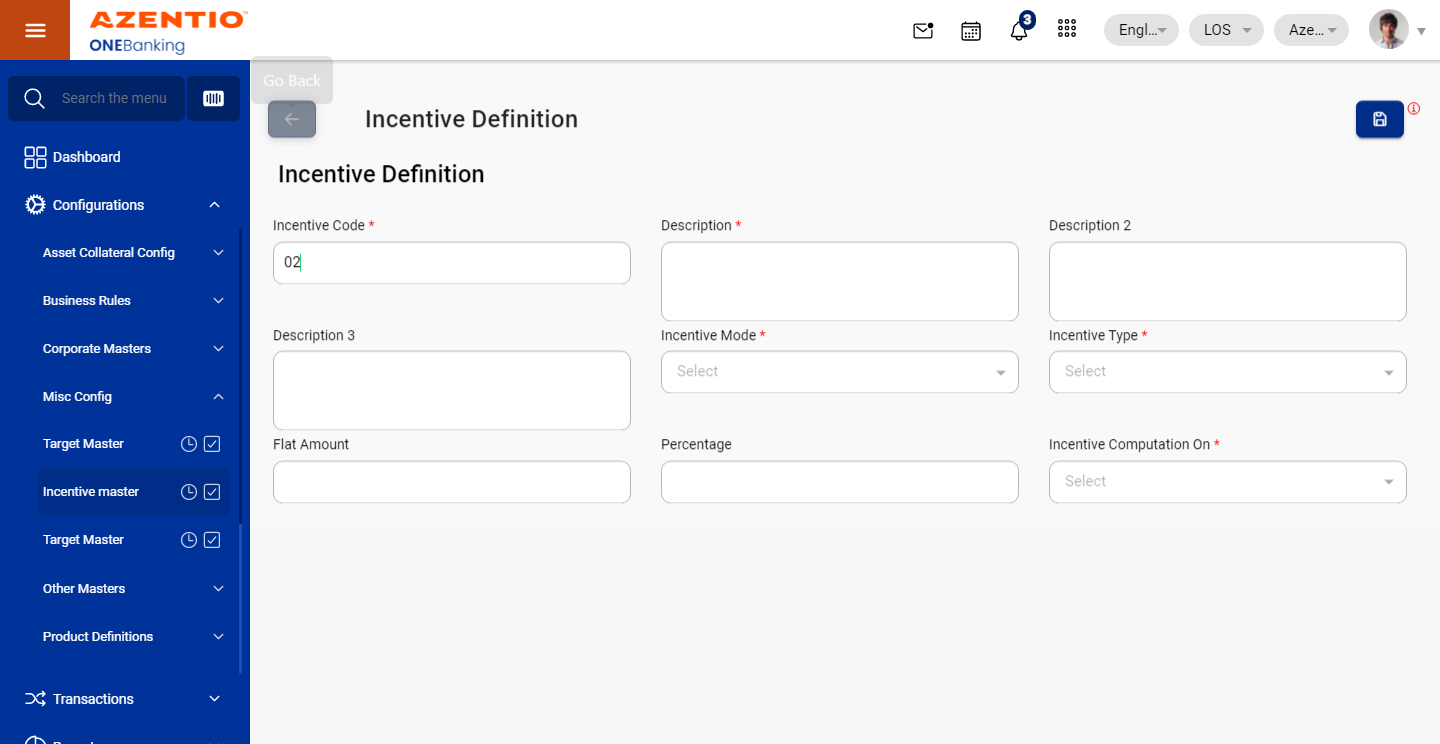 AZENTIO™
ONEBanking
3
Engl...
LOS
Aze...
Search the menu
Go Back
Incentive Definition
Dashboard
Configurations
Asset Collateral Config
Business Rules
Corporate Masters
Misc Config
Target Master
Incentive master
Target Master
Other Masters
Product Definitions
Transactions
Incentive Definition
Incentive Code *
Description *
Description 2
02
Description 3
Incentive Mode *
Incentive Type *
Select
Select
Flat Amount
Percentage
Incentive Computation On *
Select